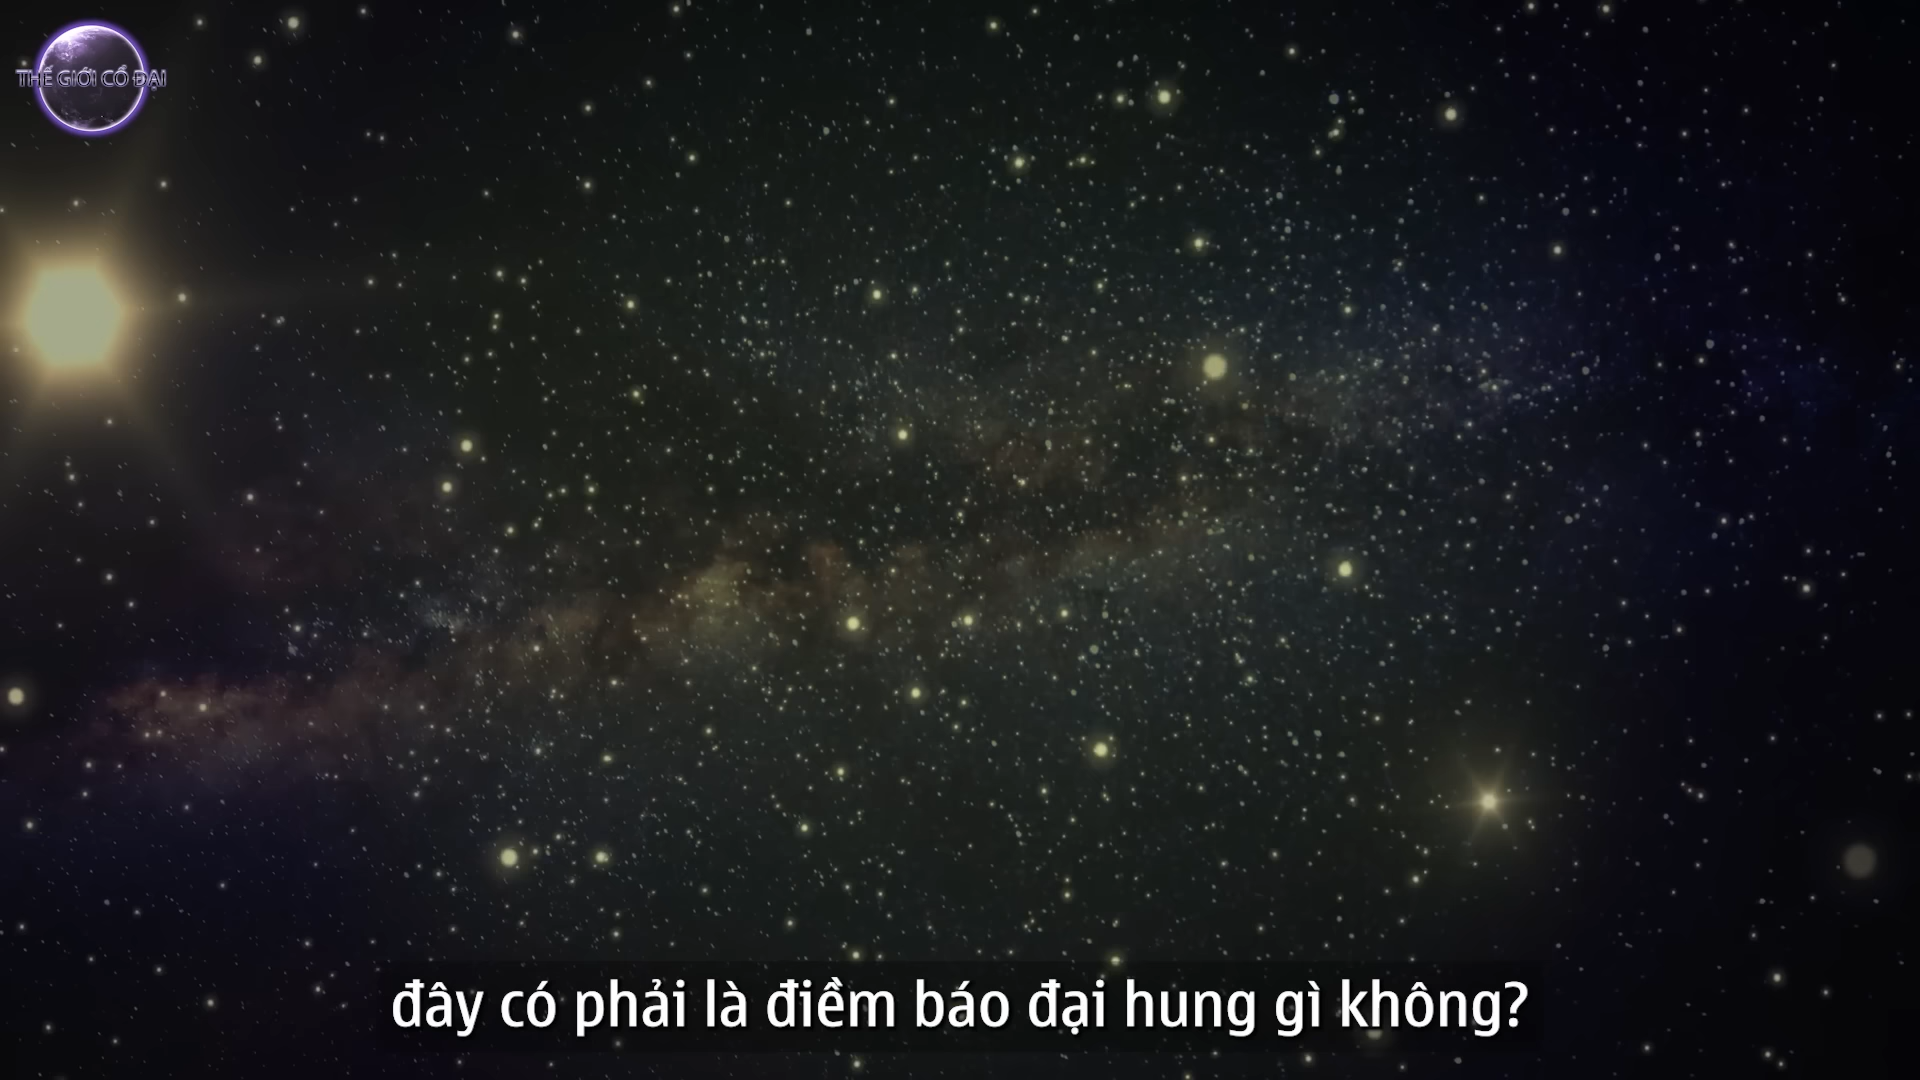 THẾ GIỚI CỔ ĐẠI
đây có phải là điềm báo đại hung gì không?